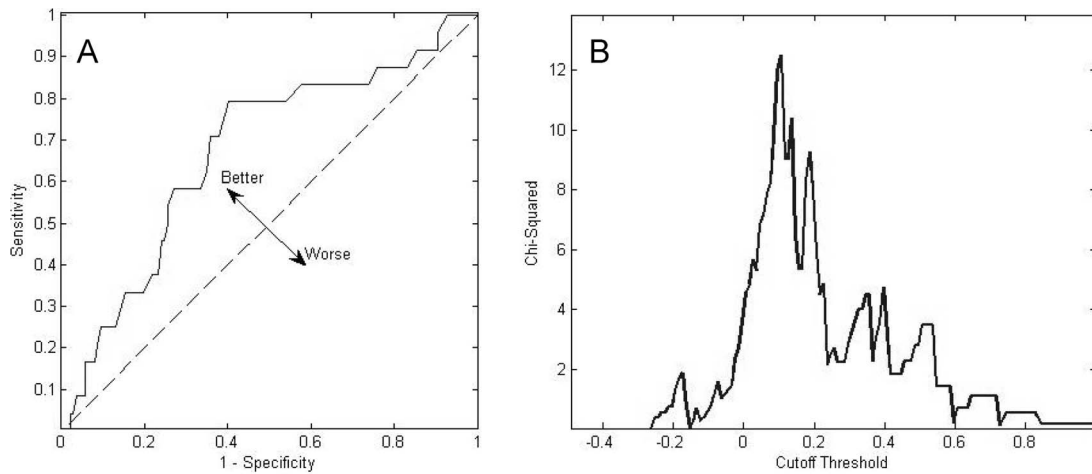 A
1
0.9
0.8
0.7
0.6
0.5
0.4
0.3
0.2
0.1
Sensitivity
Better
Worse
0 0.2 0.4 0.6 0.8 1
1 - Specificity
B
12
10
8
6
4
2
Chi-Squared
-0.4 -0.2 0 0.2 0.4 0.6 0.8
Cutoff Threshold